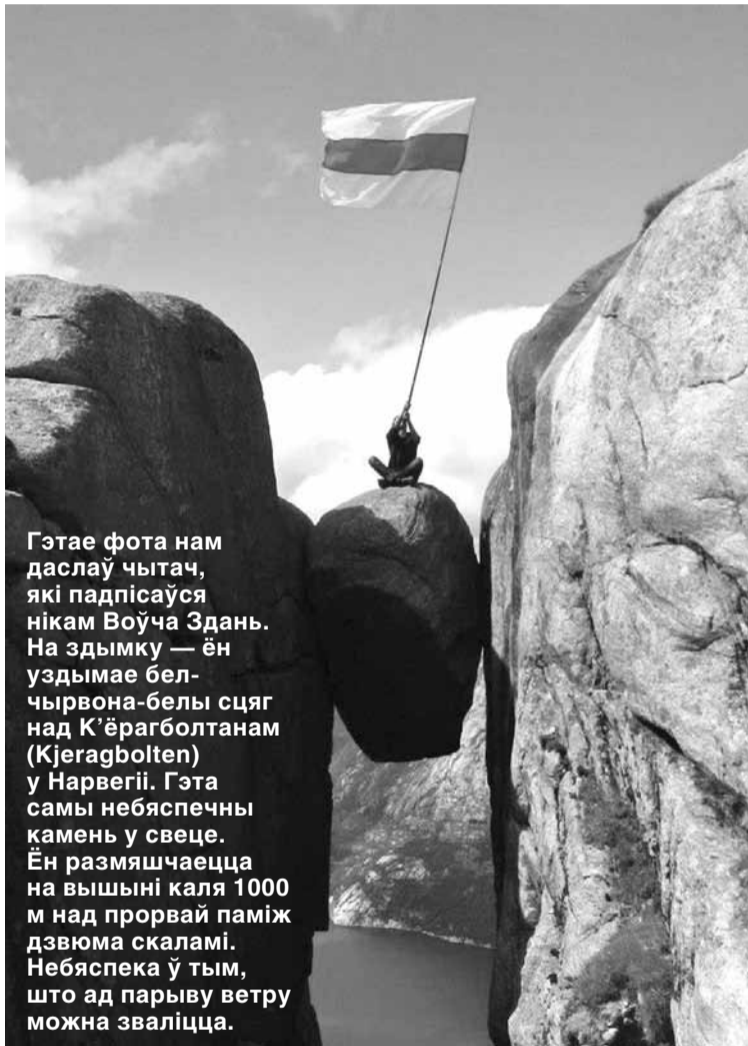 Гэтае фота нам
даслаў чытач,
які падпісаўся
нікам Воўча Здань.
На здымку — ён
уздымае бел-
чырвона-белы сцяг
над К’ёрагболтанам
(Kjeragbolten)
у Нарвегіі. Гэта
самы небяспечны
камень у свеце.
Ён размяшчаецца
на вышыні каля 1000
м над прорвай паміж
дзвюма скаламі.
Небяспека ў тым,
што ад парыву ветру
можна зваліцца.